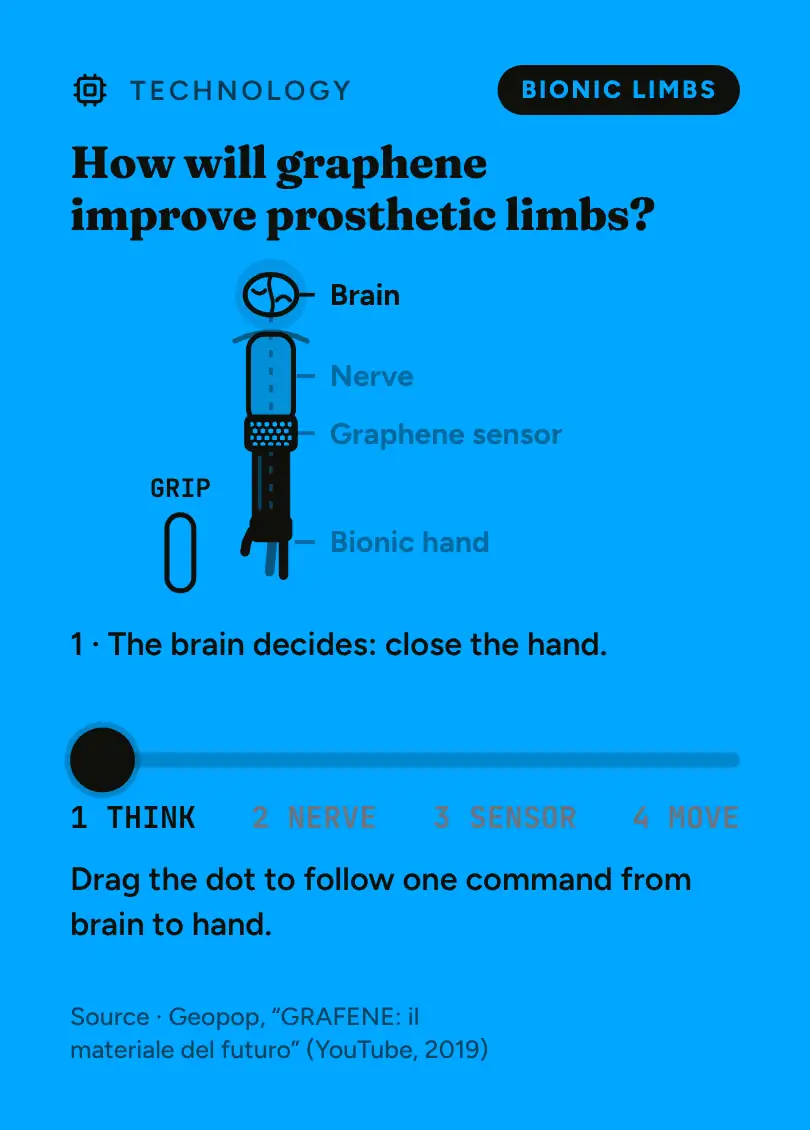 TECHNOLOGY
BIONIC LIMBS
How will graphene
improve prosthetic limbs?
Brain
Nerve
Graphene sensor
GRIP
Bionic hand
1 · The brain decides: close the hand.
1 THINK
2 NERVE
3 SENSOR
4 MOVE
Drag the dot to follow one command from
brain to hand.
Source · Geopop, “GRAFENE: il
materiale del futuro” (YouTube, 2019)